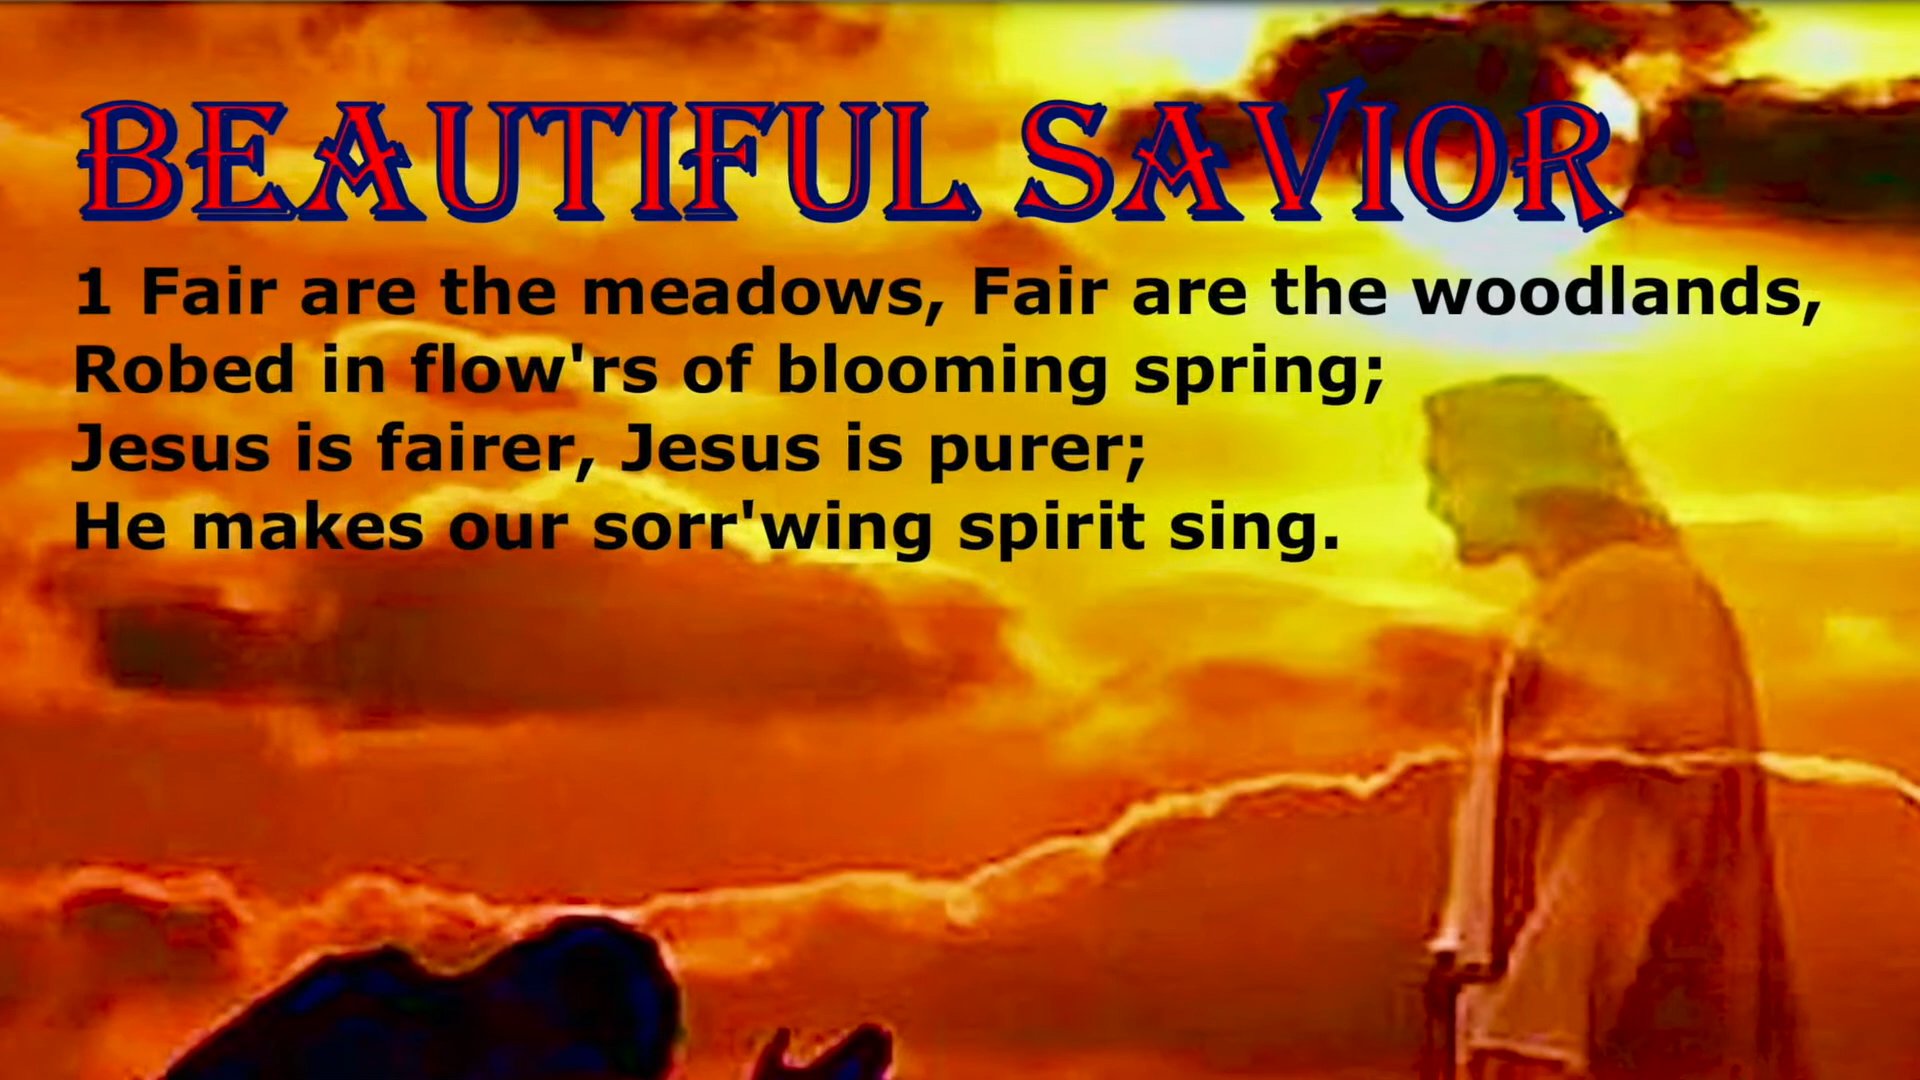 BEAUTIFUL SAVIOR
1 Fair are the meadows, Fair are the woodlands,
Robed in flow'rs of blooming spring;
Jesus is fairer, Jesus is purer;
He makes our sorr'wing spirit sing.